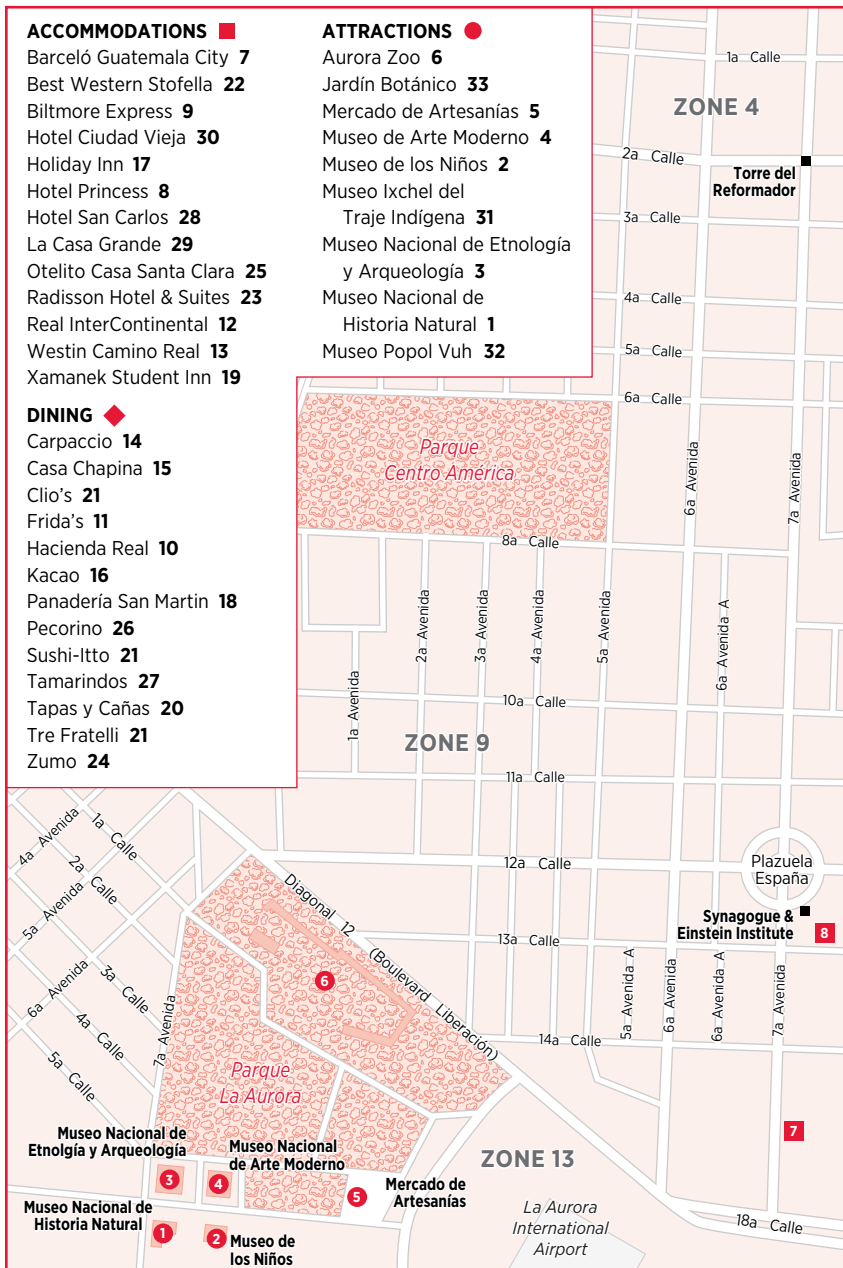 ACCOMMODATIONS
Barceló Guatemala City 7
Best Western Stofella 22
Biltmore Express 9
Hotel Ciudad Vieja 30
Holiday Inn 17
Hotel Princess 8
Hotel San Carlos 28
La Casa Grande 29
Otelito Casa Santa Clara 25
Radisson Hotel & Suites 23
Real InterContinental 12
Westin Camino Real 13
Xamanek Student Inn 19
DINING
Carpaccio 14
Casa Chapina 15
Clio's 21
Frida's 11
Hacienda Real 10
Kacao 16
Panadería San Martin 18
Pecorino 26
Sushi-Itto 21
Tamarindos 27
Tapas y Cañas 20
Tre Fratelli 21
Zumo 24
ATTRACTIONS
Aurora Zoo 6
Jardín Botánico 33
Mercado de Artesanías 5
Museo de Arte Moderno 4
Museo de los Niños 2
Museo Ixchel del
Traje Indígena 31
Museo Nacional de Etnología
y Arqueología 3
Museo Nacional de
Historia Natural 1
Museo Popol Vuh 32
1a Calle
ZONE 4
2a Calle
Torre del
Reformador
3a Calle
4a Calle
5a Calle
6a Calle
Parque
Centro América
6a Avenida
7a Avenida
8a Calle
2a Avenida
3a Avenida
4a Avenida
5a Avenida
6a Avenida A
1a Avenida
10a Calle
ZONE 9
11a Calle
4a Avenida
1a Calle
2a Calle
5a Avenida
12a Calle
Plazuela
España
Diagonal 12 (Boulevard Liberación)
Synagogue &
Einstein Institute
8
13a Calle
6a Avenida
3a Calle
4a Calle
5a Calle
7a Avenida
6
5a Avenida A
6a Avenida
6a Avenida A
7a Avenida
14a Calle
Parque
La Aurora
7
Museo Nacional de
Etnolgía y Arqueología
Museo Nacional
de Arte Moderno
ZONE 13
3
4
5
Mercado de
Artesanías
Museo Nacional de
Historia Natural
1
2
Museo de
los Niños
La Aurora
International
Airport
18a Calle